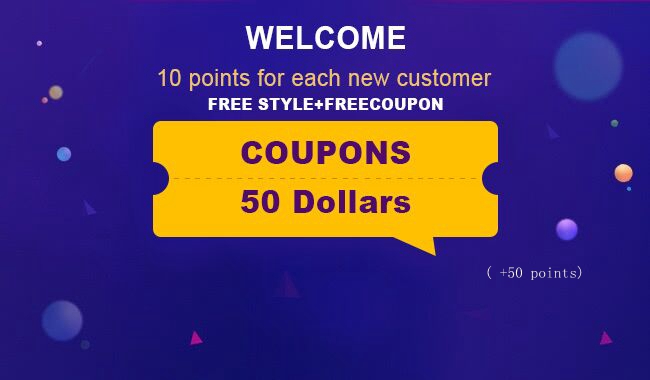 WELCOME
10 points for each new customer
FREE STYLE+FREECOUPON
COUPONS
50 Dollars
( +50 points)